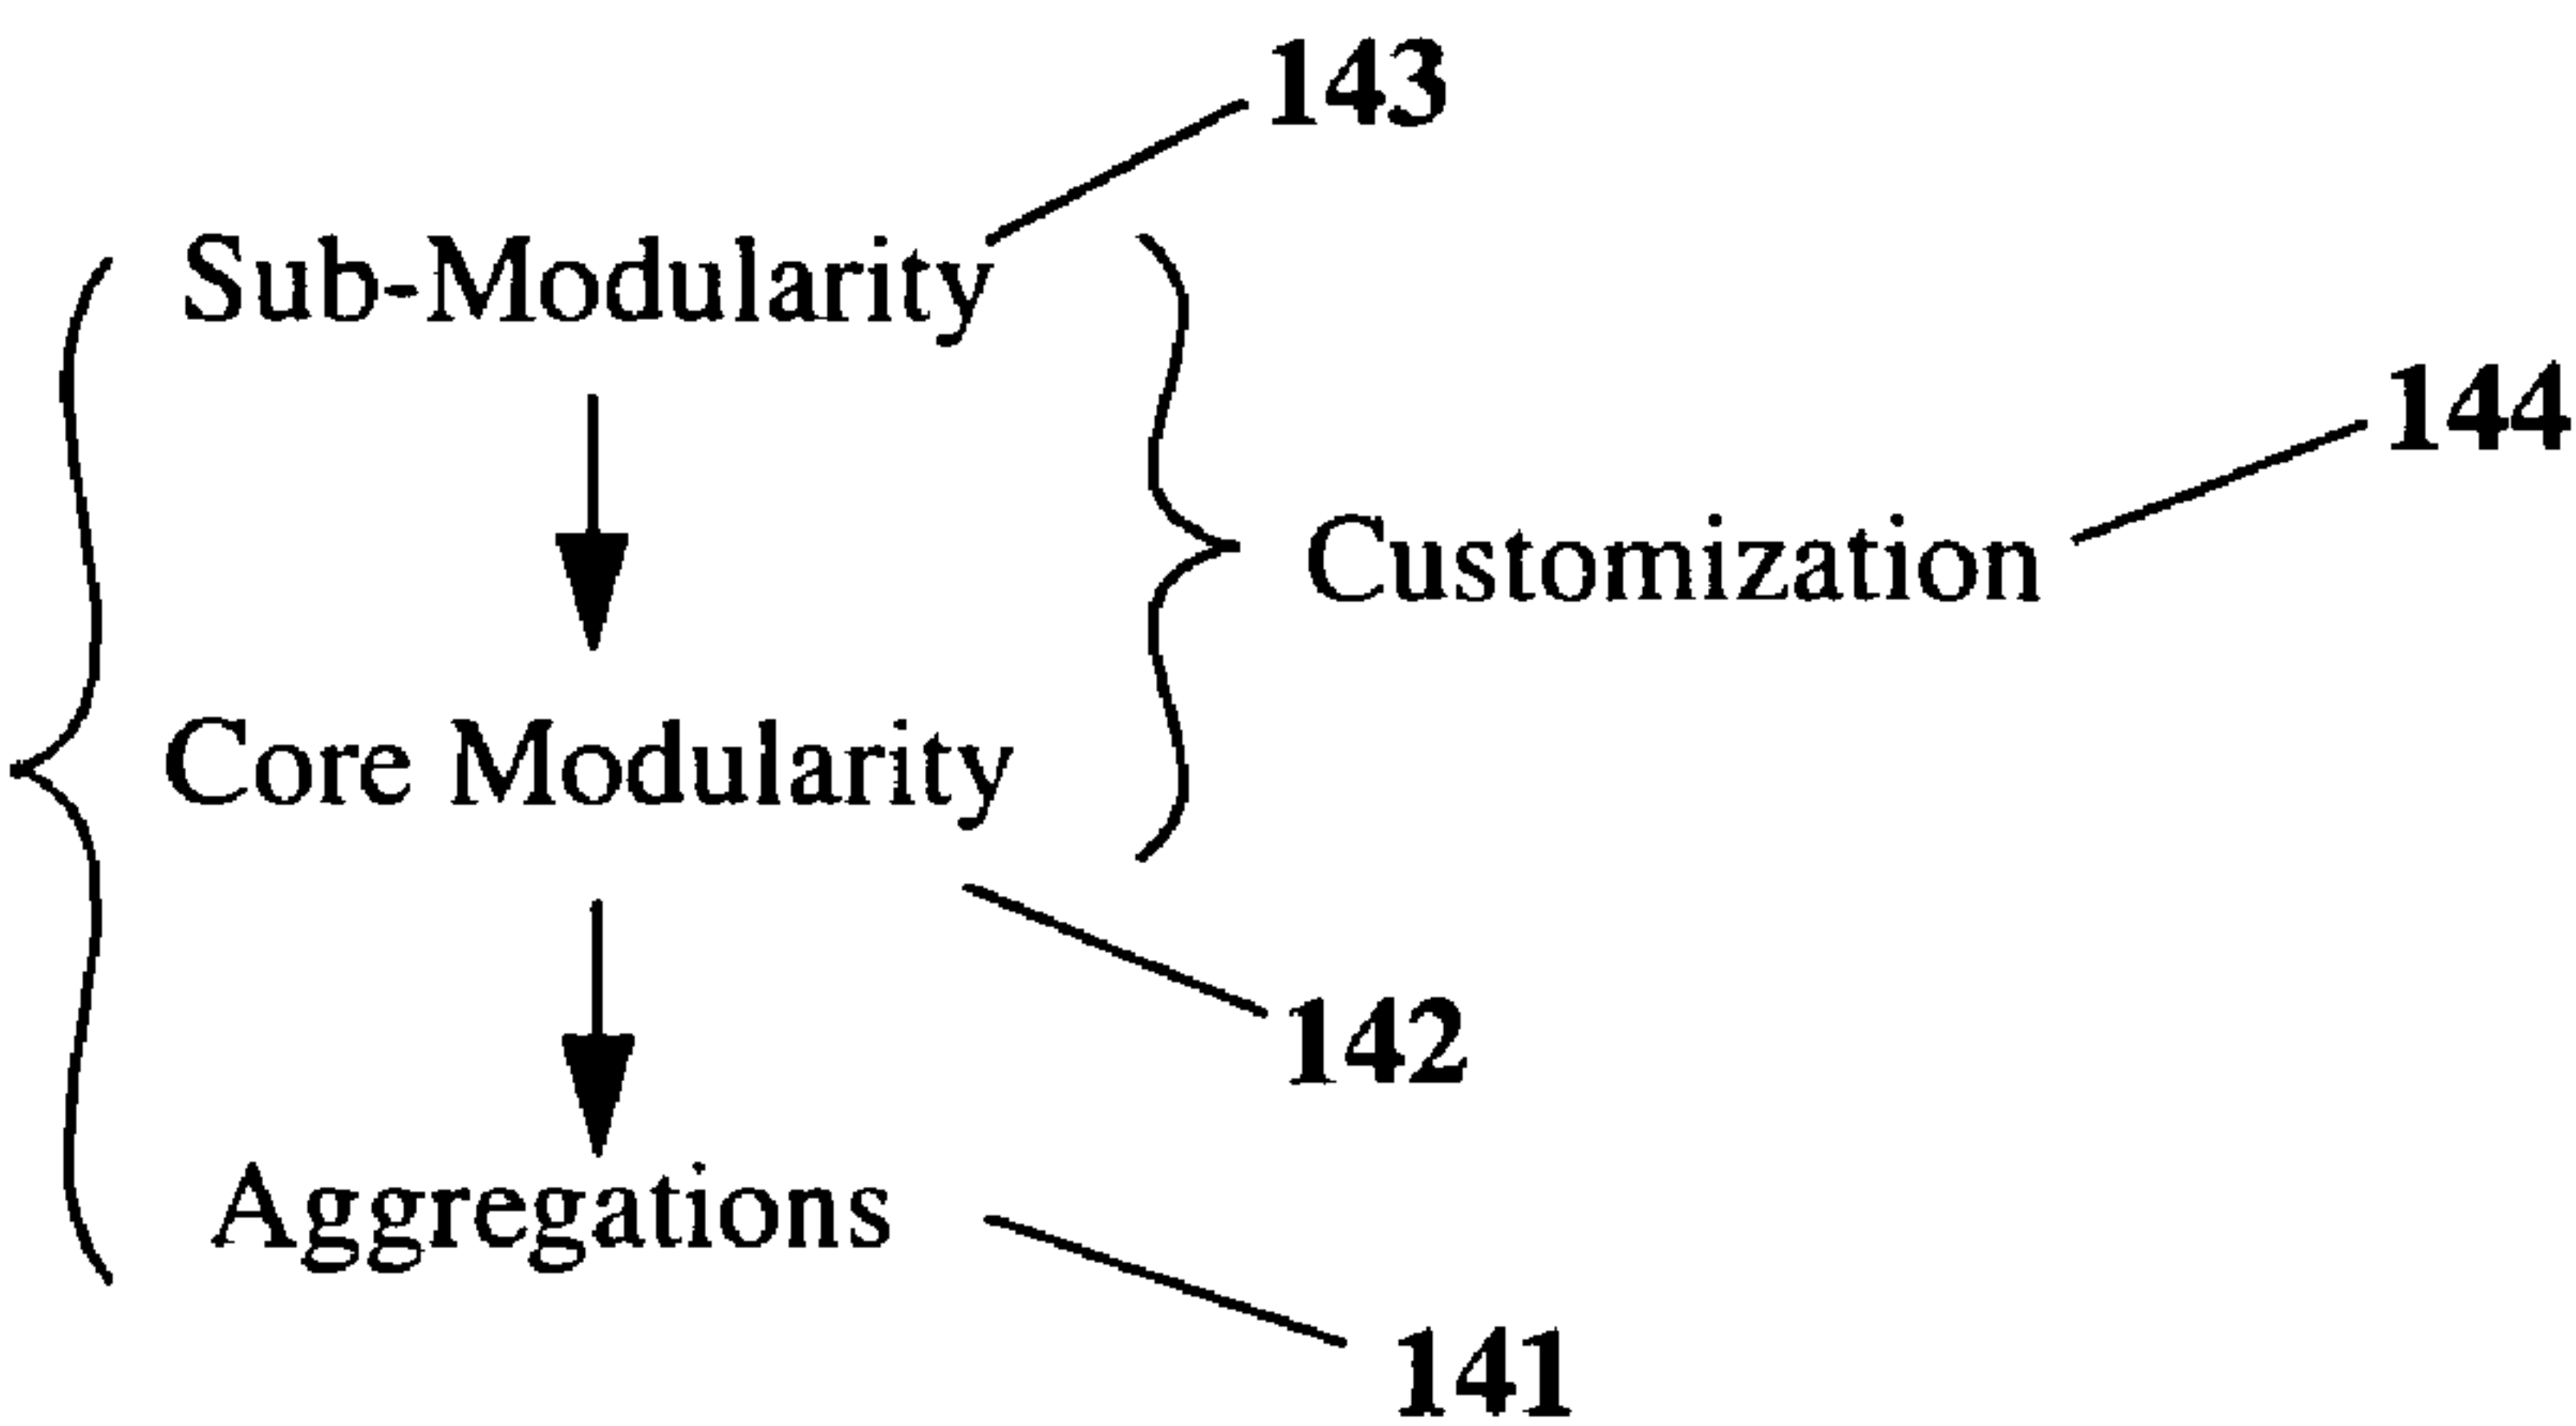 143
Sub-Modularity
144
Customization
Core Modularity
142
Aggregations
141